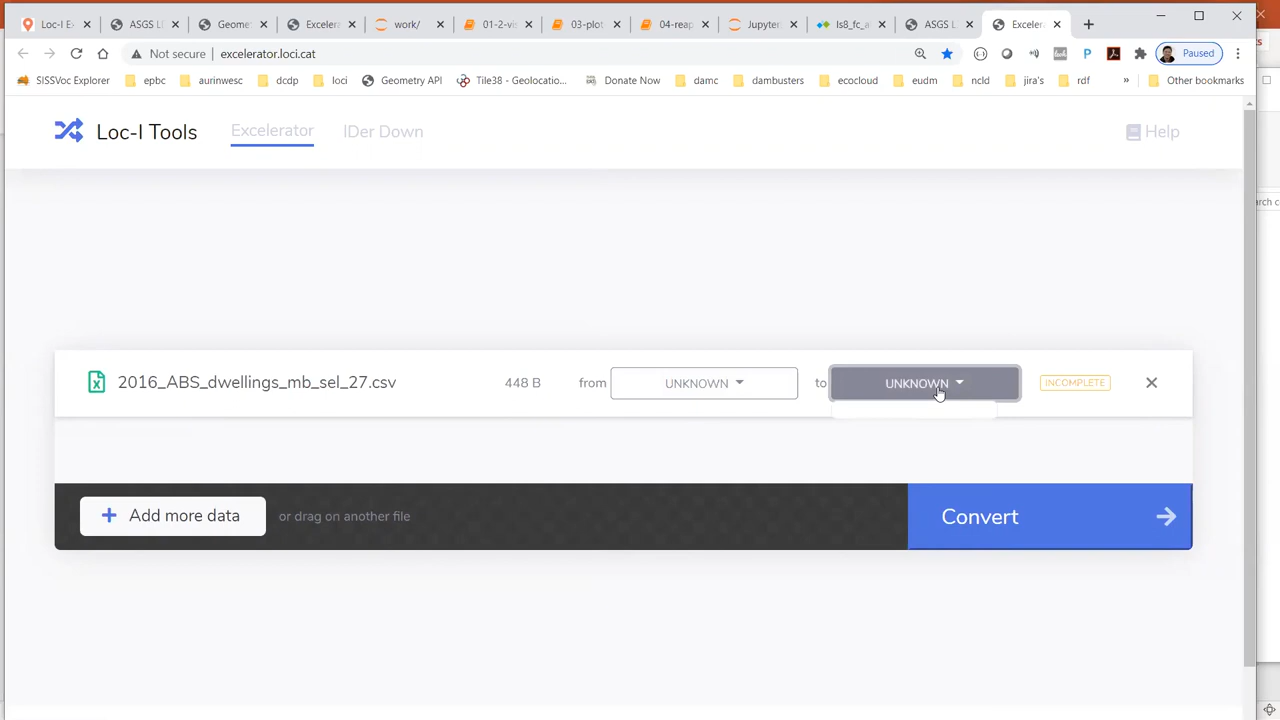 Loc-I E
ASGS LI
Geomet
Excelera
work/
01-2-vi
03-plot
04-reap
Jupyter
ls8_fc_a
ASGS L
Excelera
Not secure
excelerator.loci.cat
Paused
SISSVoc Explorer
epbc
aurinwesc
dcdp
loci
Geometry API
Tile38 - Geolocatio...
Donate Now
damc
dambusters
ecocloud
eudm
ncld
jira's
rdf
»
Other bookmarks
Loc-I Tools
Excelerator
IDer Down
Help
2016_ABS_dwellings_mb_sel_27.csv
448 B
from
UNKNOWN
to
UNKNOWN
INCOMPLETE
+ Add more data
or drag on another file
Convert